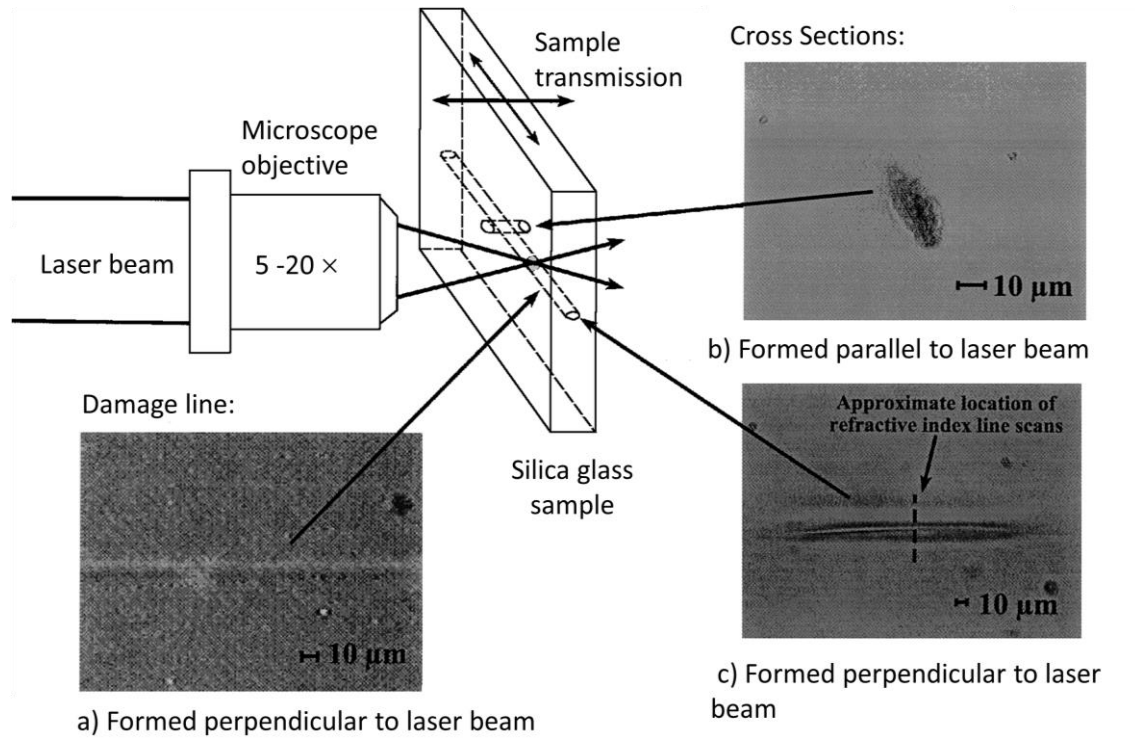 Sample
transmission
Cross Sections:
Microscope
objective
Laser beam
5 -20 ×
10 µm
b) Formed parallel to laser beam
Damage line:
Silica glass
sample
Approximate location of
refractive index line scans
10 µm
10 µm
a) Formed perpendicular to laser beam
c) Formed perpendicular to laser
beam